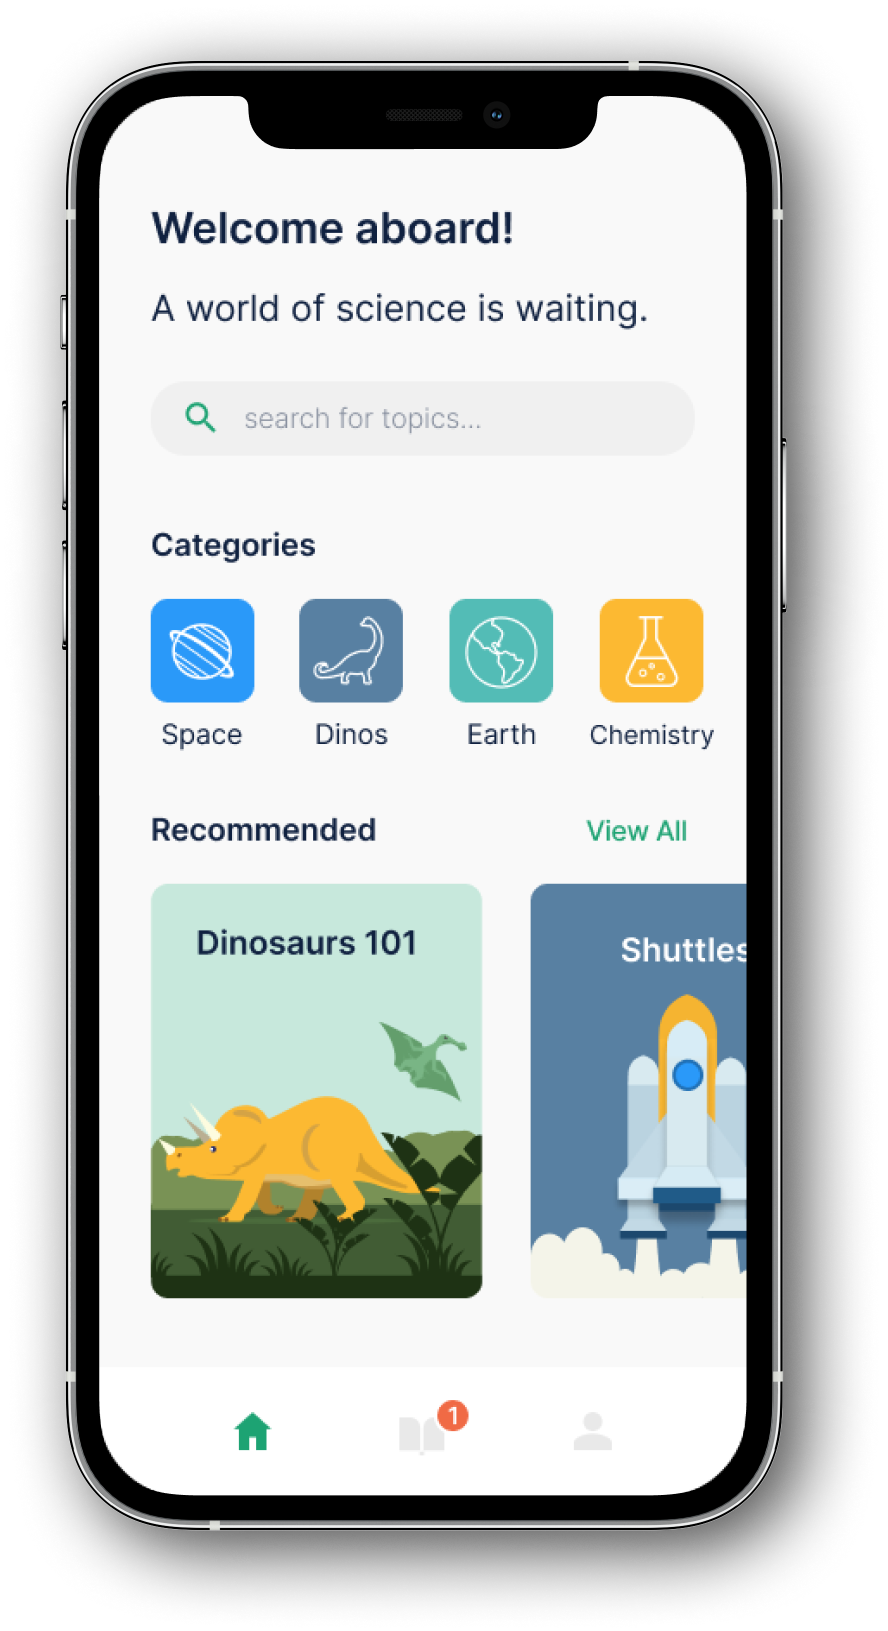 Welcome aboard!
A world of science is waiting.
search for topics...
Categories
Space Dinos Earth Chemistry
Recommended View All
Dinosaurs 101
Shuttles
1